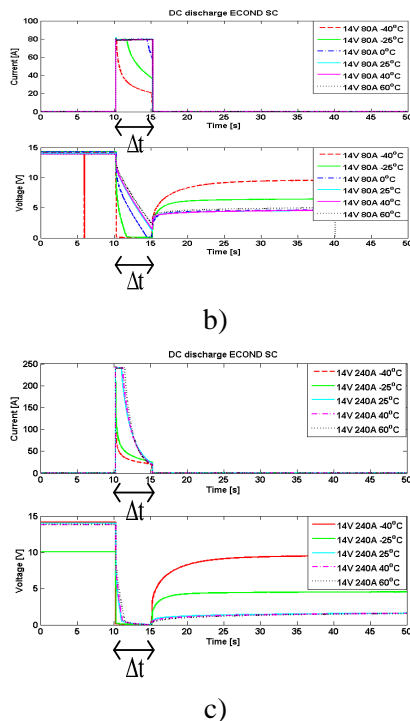 DC discharge ECOND SC
Current [A]
100
80
60
40
20
0
14V 80A -40°C
14V 80A -25°C
14V 80A 0°C
14V 80A 25°C
14V 80A 40°C
14V 80A 60°C
0 5 10 15 20 25 30 35 40 45 50
Time [s]
Δt
Voltage [V]
15
10
5
0
14V 80A -40°C
14V 80A -25°C
14V 80A 0°C
14V 80A 25°C
14V 80A 40°C
14V 80A 60°C
0 5 10 15 20 25 30 35 40 45 50
Time [s]
Δt
b)
DC discharge ECOND SC
Current [A]
250
200
150
100
50
0
14V 240A -40°C
14V 240A -25°C
14V 240A 25°C
14V 240A 40°C
14V 240A 60°C
0 5 10 15 20 25 30 35 40 45 50
Time [s]
Δt
Voltage [V]
15
10
5
0
14V 240A -40°C
14V 240A -25°C
14V 240A 25°C
14V 240A 40°C
14V 240A 60°C
0 5 10 15 20 25 30 35 40 45 50
Time [s]
Δt
c)